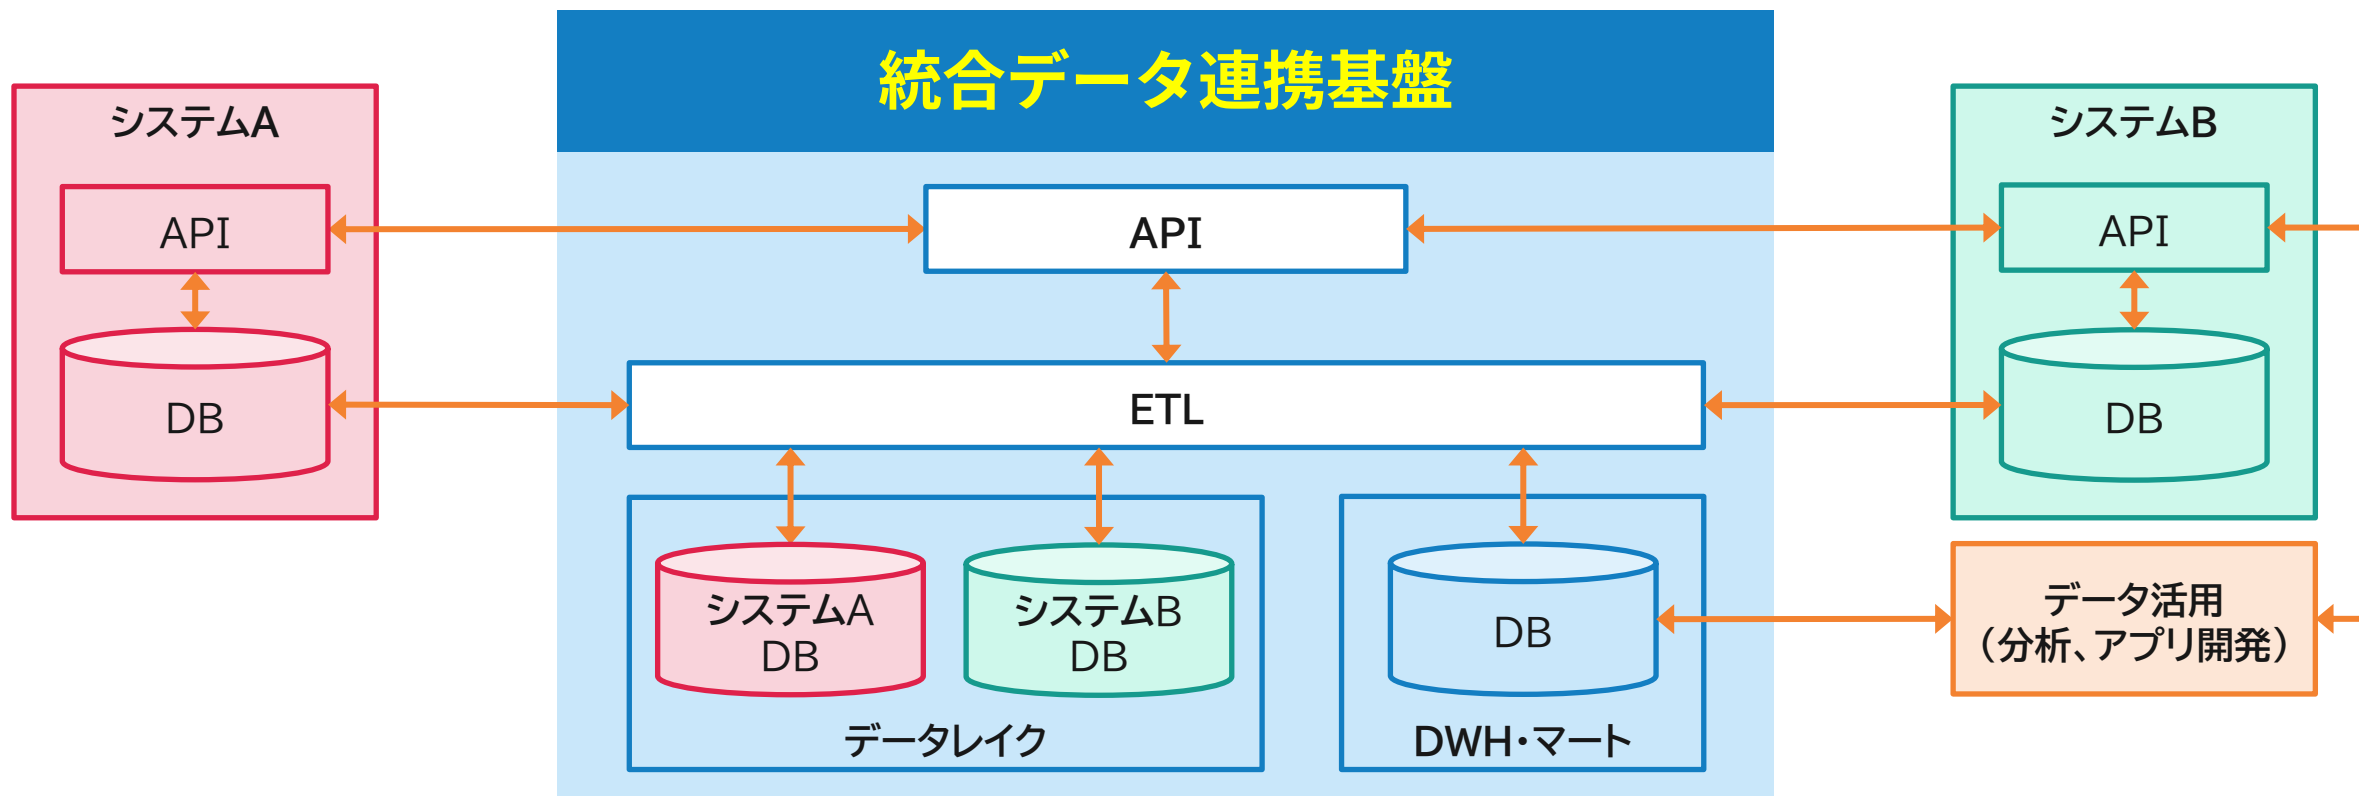 統合データ連携基盤
システムA
API
DB
API
ETL
システムA
DB
システムB
DB
データレイク
DB
DWH・マート
システムB
API
DB
データ活用
（分析、アプリ開発）